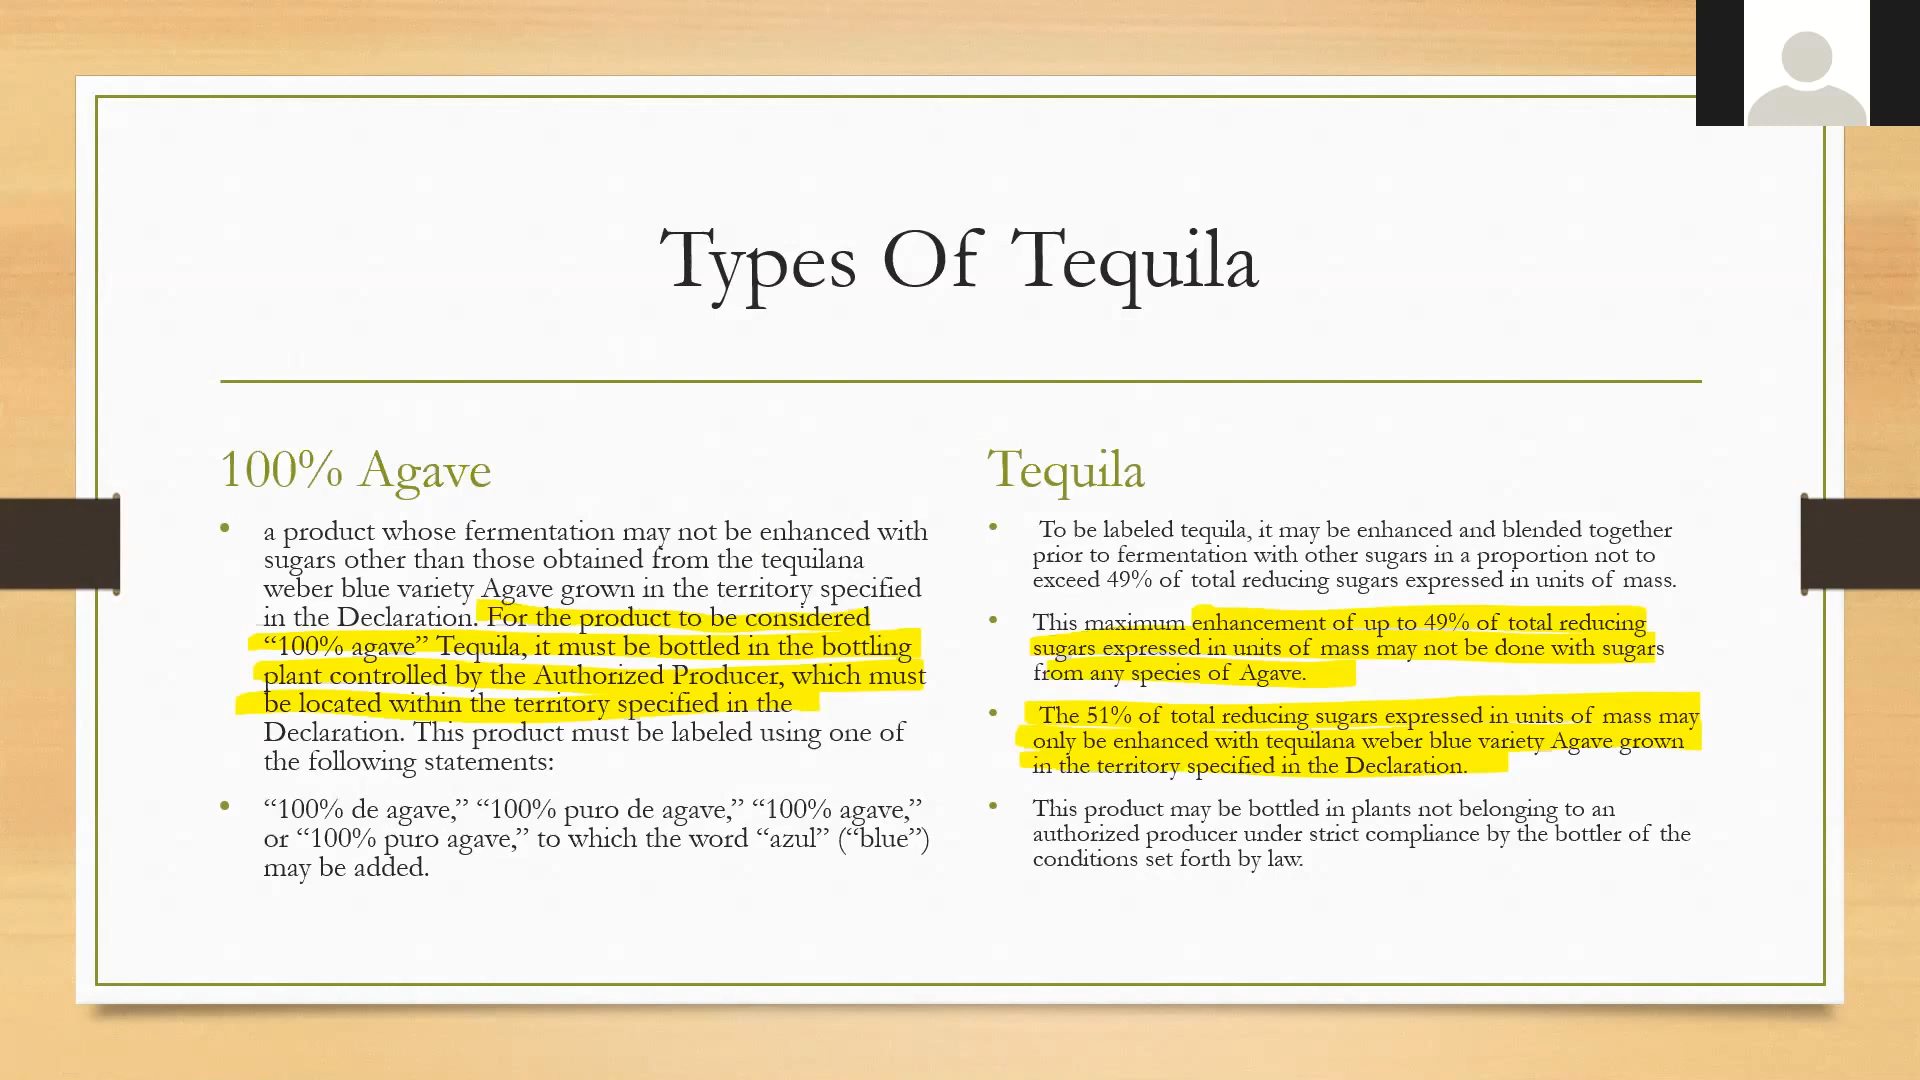 Types Of Tequila
100% Agave
• a product whose fermentation may not be enhanced with
sugars other than those obtained from the tequilana
weber blue variety Agave grown in the territory specified
in the Declaration. For the product to be considered
“100% agave” Tequila, it must be bottled in the bottling
plant controlled by the Authorized Producer, which must
be located within the territory specified in the
Declaration. This product must be labeled using one of
the following statements:
• “100% de agave,” “100% puro de agave,” “100% agave,”
or “100% puro agave,” to which the word “azul” (“blue”)
may be added.
Tequila
• To be labeled tequila, it may be enhanced and blended together
prior to fermentation with other sugars in a proportion not to
exceed 49% of total reducing sugars expressed in units of mass.
• This maximum enhancement of up to 49% of total reducing
sugars expressed in units of mass may not be done with sugars
from any species of Agave.
• The 51% of total reducing sugars expressed in units of mass may
only be enhanced with tequilana weber blue variety Agave grown
in the territory specified in the Declaration.
• This product may be bottled in plants not belonging to an
authorized producer under strict compliance by the bottler of the
conditions set forth by law.